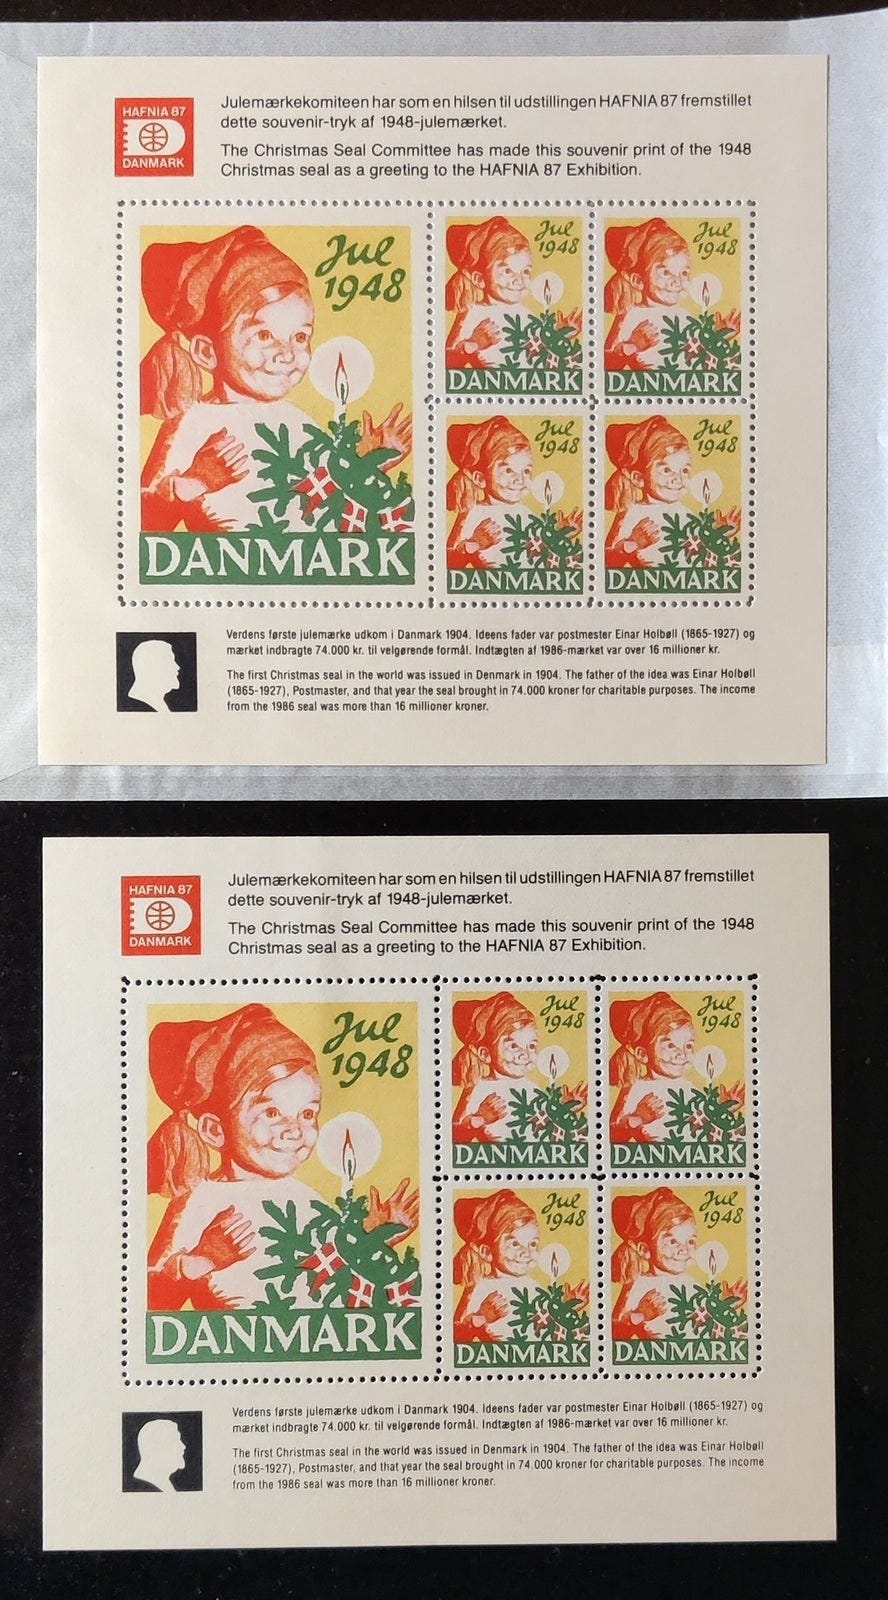 HAFNIA 87
DANMARK
Julemærkekomiteen har som en hilsen til udstillingen HAFNIA 87 fremstillet
dette souvenir-tryk af 1948-julemærket.
The Christmas Seal Committee has made this souvenir print of the 1948
Christmas seal as a greeting to the HAFNIA 87 Exhibition.
Jul
1948
DANMARK
Jul
1948
DANMARK
Jul
1948
DANMARK
Jul
1948
DANMARK
Jul
1948
DANMARK
Verdens første julemærke udkom i Danmark 1904. Ideens fader var postmester Einar Holbøll (1865-1927) og
mærket indbragte 74.000 kr. til velgørende formål. Indtægten af 1986-mærket var over 16 millioner kr.
The first Christmas seal in the world was issued in Denmark in 1904. The father of the idea was Einar Holbøll
(1865-1927), Postmaster, and that year the seal brought in 74.000 kroner for charitable purposes. The income
from the 1986 seal was more than 16 millioner kroner.
HAFNIA 87
DANMARK
Julemærkekomiteen har som en hilsen til udstillingen HAFNIA 87 fremstillet
dette souvenir-tryk af 1948-julemærket.
The Christmas Seal Committee has made this souvenir print of the 1948
Christmas seal as a greeting to the HAFNIA 87 Exhibition.
Jul
1948
DANMARK
Jul
1948
DANMARK
Jul
1948
DANMARK
Jul
1948
DANMARK
Jul
1948
DANMARK
Verdens første julemærke udkom i Danmark 1904. Ideens fader var postmester Einar Holbøll (1865-1927) og
mærket indbragte 74.000 kr. til velgørende formål. Indtægten af 1986-mærket var over 16 millioner kr.
The first Christmas seal in the world was issued in Denmark in 1904. The father of the idea was Einar Holbøll
(1865-1927), Postmaster, and that year the seal brought in 74.000 kroner for charitable purposes. The income
from the 1986 seal was more than 16 millioner kroner.